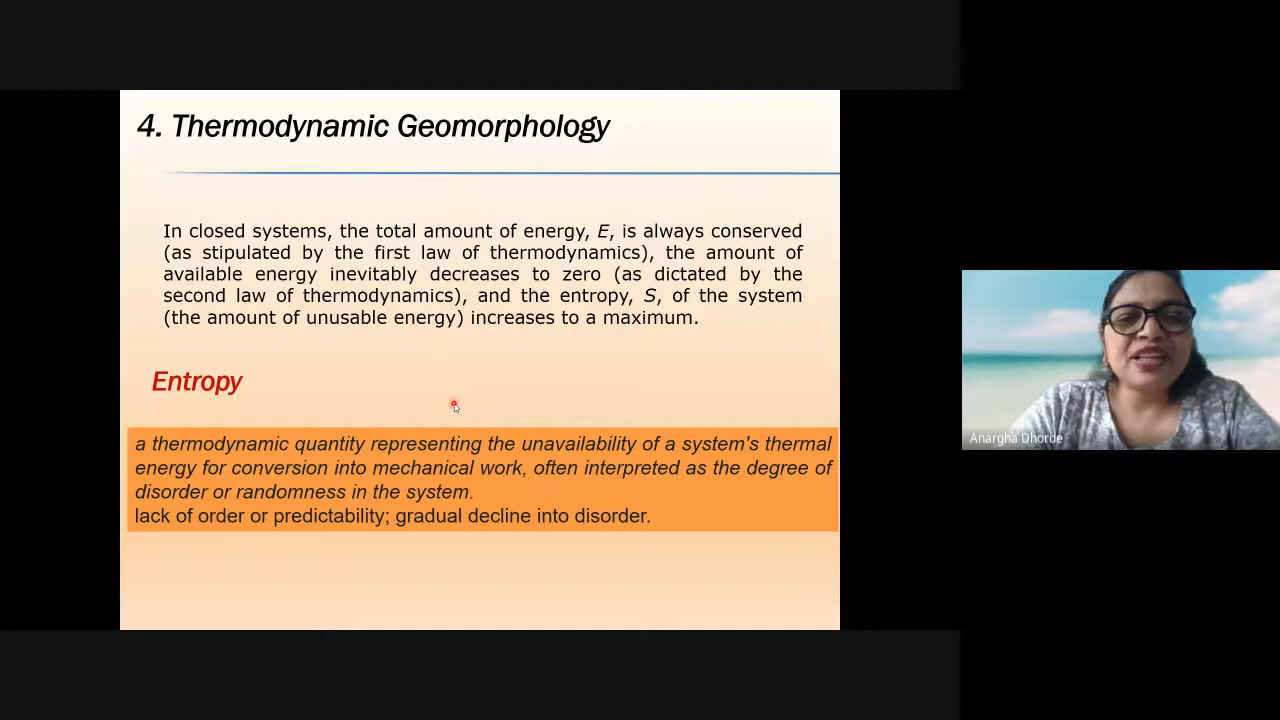 4. Thermodynamic Geomorphology
In closed systems, the total amount of energy, E, is always conserved
(as stipulated by the first law of thermodynamics), the amount of
available energy inevitably decreases to zero (as dictated by the
second law of thermodynamics), and the entropy, S, of the system
(the amount of unusable energy) increases to a maximum.
Entropy
a thermodynamic quantity representing the unavailability of a system's thermal
energy for conversion into mechanical work, often interpreted as the degree of
disorder or randomness in the system.
lack of order or predictability; gradual decline into disorder.
Anargha Dhorde